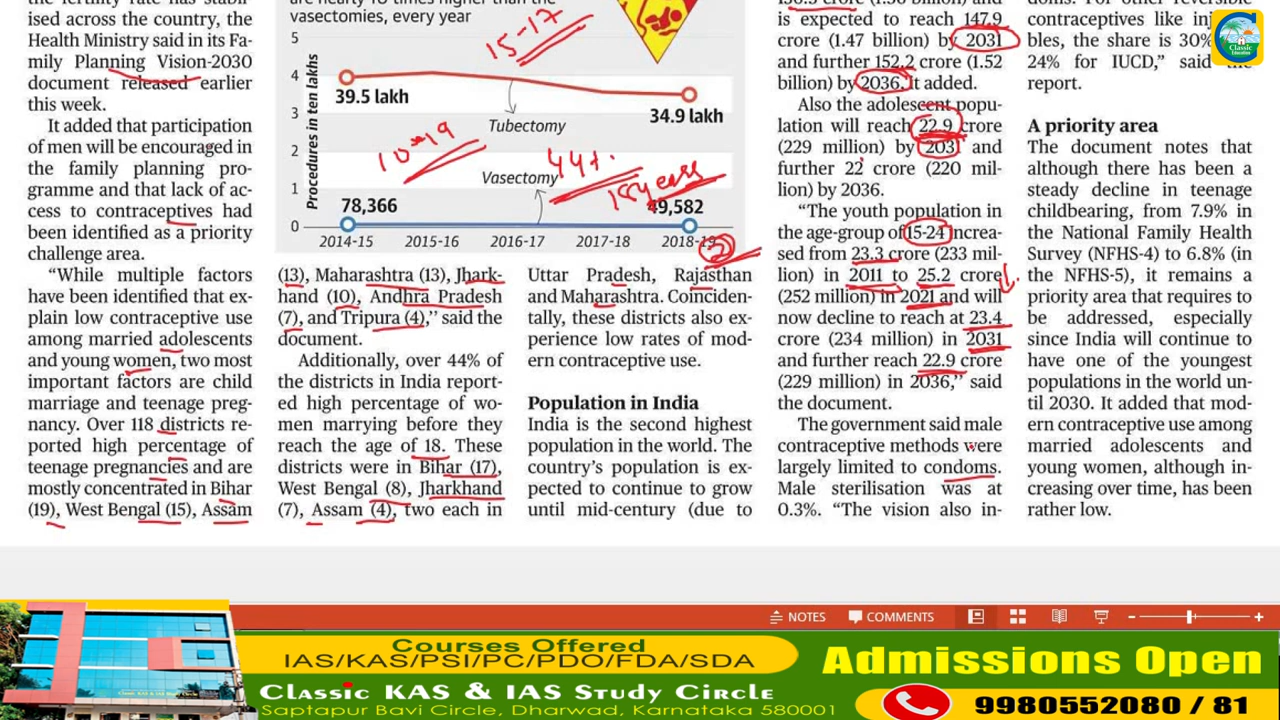 the fertility rate has stabil-
ised across the country, the
Health Ministry said in its Fa-
mily Planning Vision-2030
document released earlier
this week.
It added that participation
of men will be encouraged in
the family planning pro-
gramme and that lack of ac-
cess to contraceptives had
been identified as a priority
challenge area.
"While multiple factors
have been identified that ex-
plain low contraceptive use
among married adolescents
and young women, two most
important factors are child
marriage and teenage preg-
nancy. Over 118 districts re-
ported high percentage of
teenage pregnancies and are
mostly concentrated in Bihar
(19), West Bengal (15), Assam
are nearly 10 times higher than the
vasectomies, every year
Procedures in ten lakhs
5
4
3
2
1
0
39.5 lakh
34.9 lakh
Tubectomy
Vasectomy
78,366
49,582
2014-15 2015-16 2016-17 2017-18 2018-19
15-17
10-19
44%
18 years
2
(13), Maharashtra (13), Jhark-
hand (10), Andhra Pradesh
(7), and Tripura (4)," said the
document.
Additionally, over 44% of
the districts in India report-
ed high percentage of wo-
men marrying before they
reach the age of 18. These
districts were in Bihar (17),
West Bengal (8), Jharkhand
(7), Assam (4), two each in
Uttar Pradesh, Rajasthan
and Maharashtra. Coinciden-
tally, these districts also ex-
perience low rates of mod-
ern contraceptive use.
Population in India
India is the second highest
population in the world. The
country's population is ex-
pected to continue to grow
until mid-century (due to
136.3 crore (1.36 billion) and
is expected to reach 147.9
crore (1.47 billion) by 2031
and further 152.2 crore (1.52
billion) by 2036, it added.
Also the adolescent popu-
lation will reach 22.9 crore
(229 million) by 2031 and
further 22 crore (220 mil-
lion) by 2036.
"The youth population in
the age-group of 15-24 increa-
sed from 23.3 crore (233 mil-
lion) in 2011 to 25.2 crore
(252 million) in 2021 and will
now decline to reach at 23.4
crore (234 million) in 2031
and further reach 22.9 crore
(229 million) in 2036," said
the document.
The government said male
contraceptive methods were
largely limited to condoms.
Male sterilisation was at
0.3%. "The vision also in-
doms. For other reversible
contraceptives like
bles, the share is 30%
24% for IUCD," said the
report.
A priority area
The document notes that
although there has been a
steady decline in teenage
childbearing, from 7.9% in
the National Family Health
Survey (NFHS-4) to 6.8% (in
the NFHS-5), it remains a
priority area that requires to
be addressed, especially
since India will continue to
have one of the youngest
populations in the world un-
til 2030. It added that mod-
ern contraceptive use among
married adolescents and
young women, although in-
creasing over time, has been
rather low.
Classic
Education
NOTES COMMENTS
Courses Offered
IAS/KAS/PSI/PC/PDO/FDA/SDA
Classic KAS & IAS Study Circle
Saptapur Bavi Circle, Dharwad, Karnataka 580001
Admissions Open
9980552080 / 81